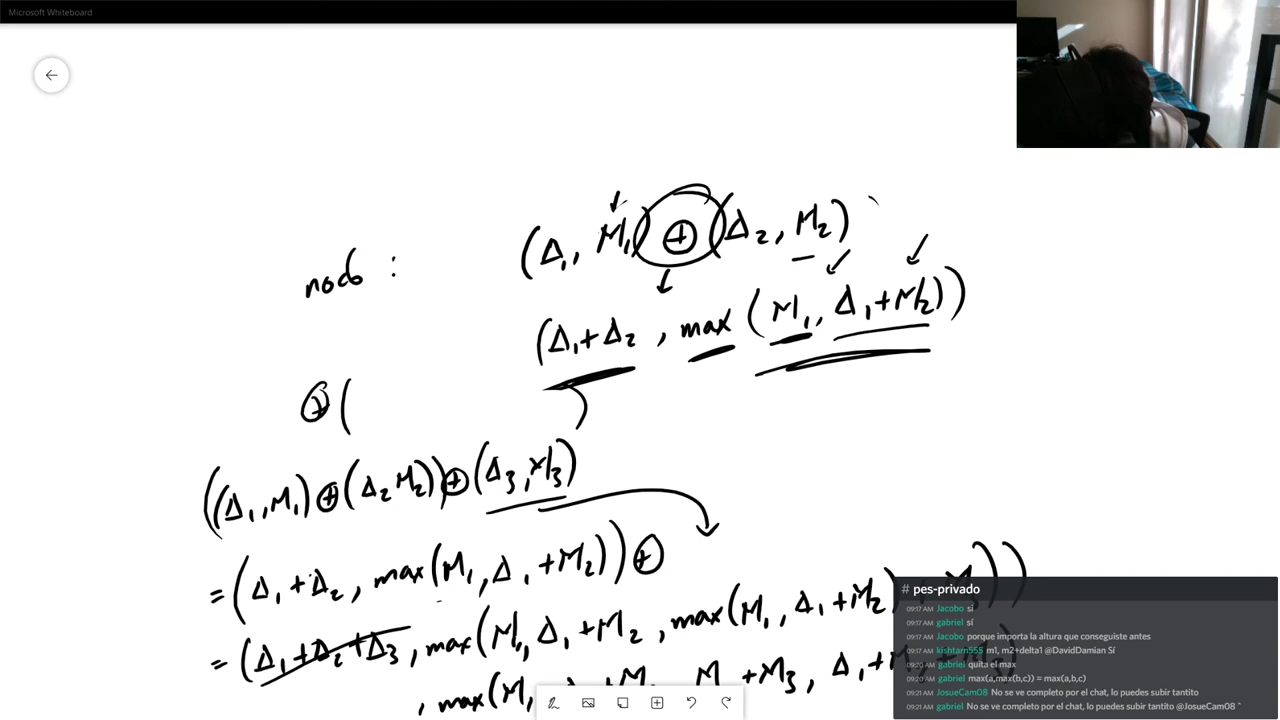 Microsoft Whiteboard
nodo :
(Δ₁, M₁) ⊕ (Δ₂, M₂)
(Δ₁+Δ₂, max(M₁, Δ₁+M₂))
⊕( )
((Δ₁, M₁) ⊕ (Δ₂ M₂)) ⊕ (Δ₃, M₃)
= (Δ₁+Δ₂, max(M₁, Δ₁+M₂)) ⊕
= (Δ₁+Δ₂+Δ₃, max(M₁, Δ₁+M₂, max(M₁, Δ₁+M₂)
, max(M₁
# pes-privado
09:17 AM Jacobo sí
09:17 AM gabriel sí
09:17 AM Jacobo porque importa la altura que conseguiste antes
09:17 AM kishtarn555 m1, m2+delta1 @DavidDamian Sí
09:20 AM gabriel quita el max
09:20 AM gabriel max(a,max(b,c)) = max(a,b,c)
09:21 AM JosueCam08 No se ve completo por el chat, lo puedes subir tantito
09:21 AM gabriel No se ve completo por el chat, lo puedes subir tantito @JosueCam08 ^